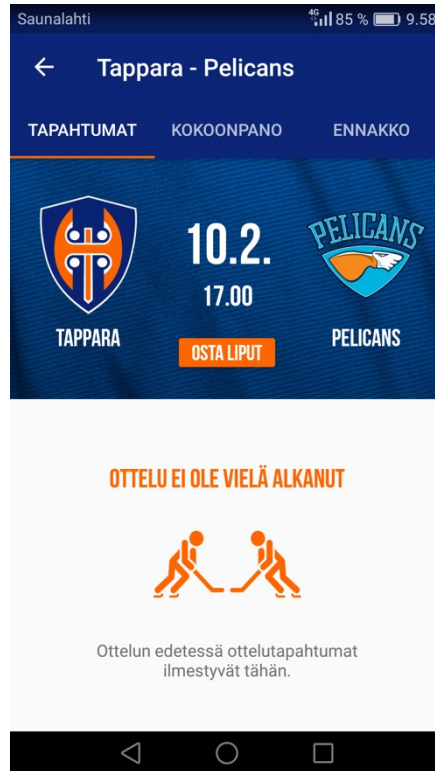 Saunalahti 4G 85 % 9.58
Tappara - Pelicans
TAPAHTUMAT KOKOONPANO ENNAKKO
10.2.
PELICANS
17.00
TAPPARA OSTA LIPUT PELICANS
OTTELU EI OLE VIELÄ ALKANUT
Ottelun edetessä ottelutapahtumat
ilmestyvät tähän.